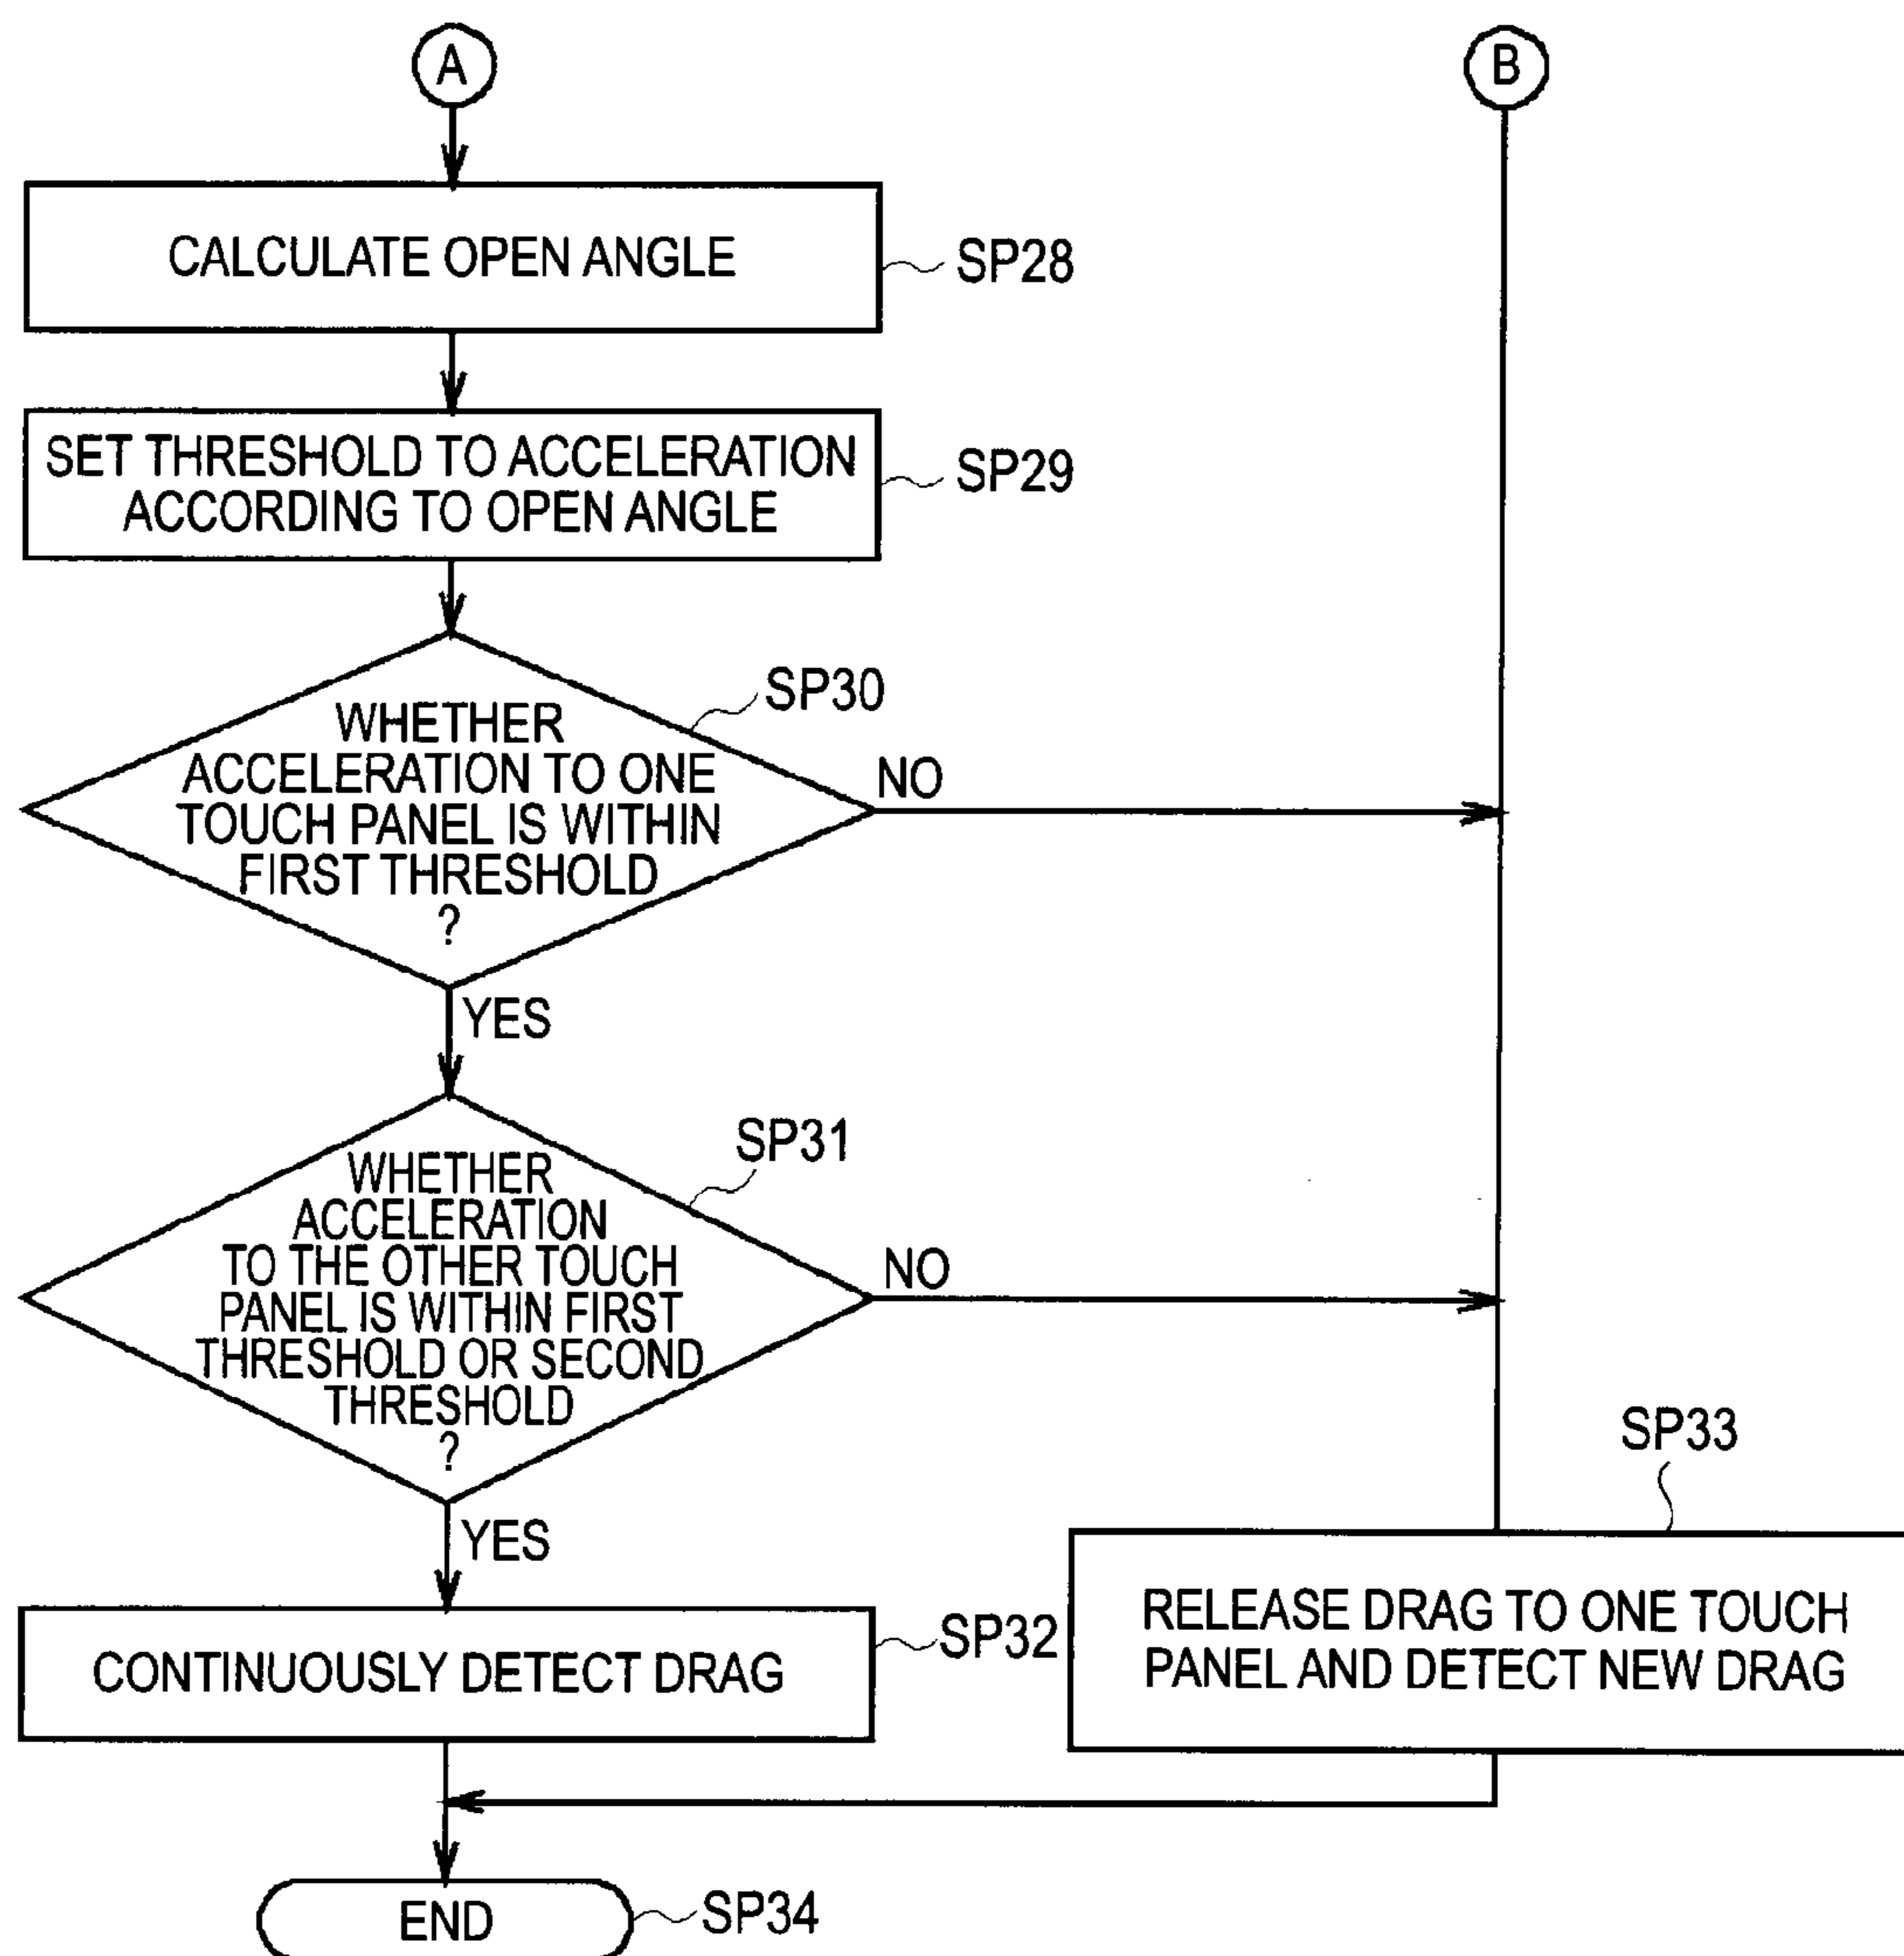 A
B
CALCULATE OPEN ANGLE
SP28
SET THRESHOLD TO ACCELERATION
ACCORDING TO OPEN ANGLE
SP29
SP30
WHETHER
ACCELERATION TO ONE
TOUCH PANEL IS WITHIN
FIRST THRESHOLD
?
NO
YES
SP31
WHETHER
ACCELERATION
TO THE OTHER TOUCH
PANEL IS WITHIN FIRST
THRESHOLD OR SECOND
THRESHOLD
?
NO
YES
SP33
RELEASE DRAG TO ONE TOUCH
PANEL AND DETECT NEW DRAG
CONTINUOUSLY DETECT DRAG
SP32
END
SP34